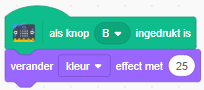 als knop B ingedrukt is
verander kleur effect met 25